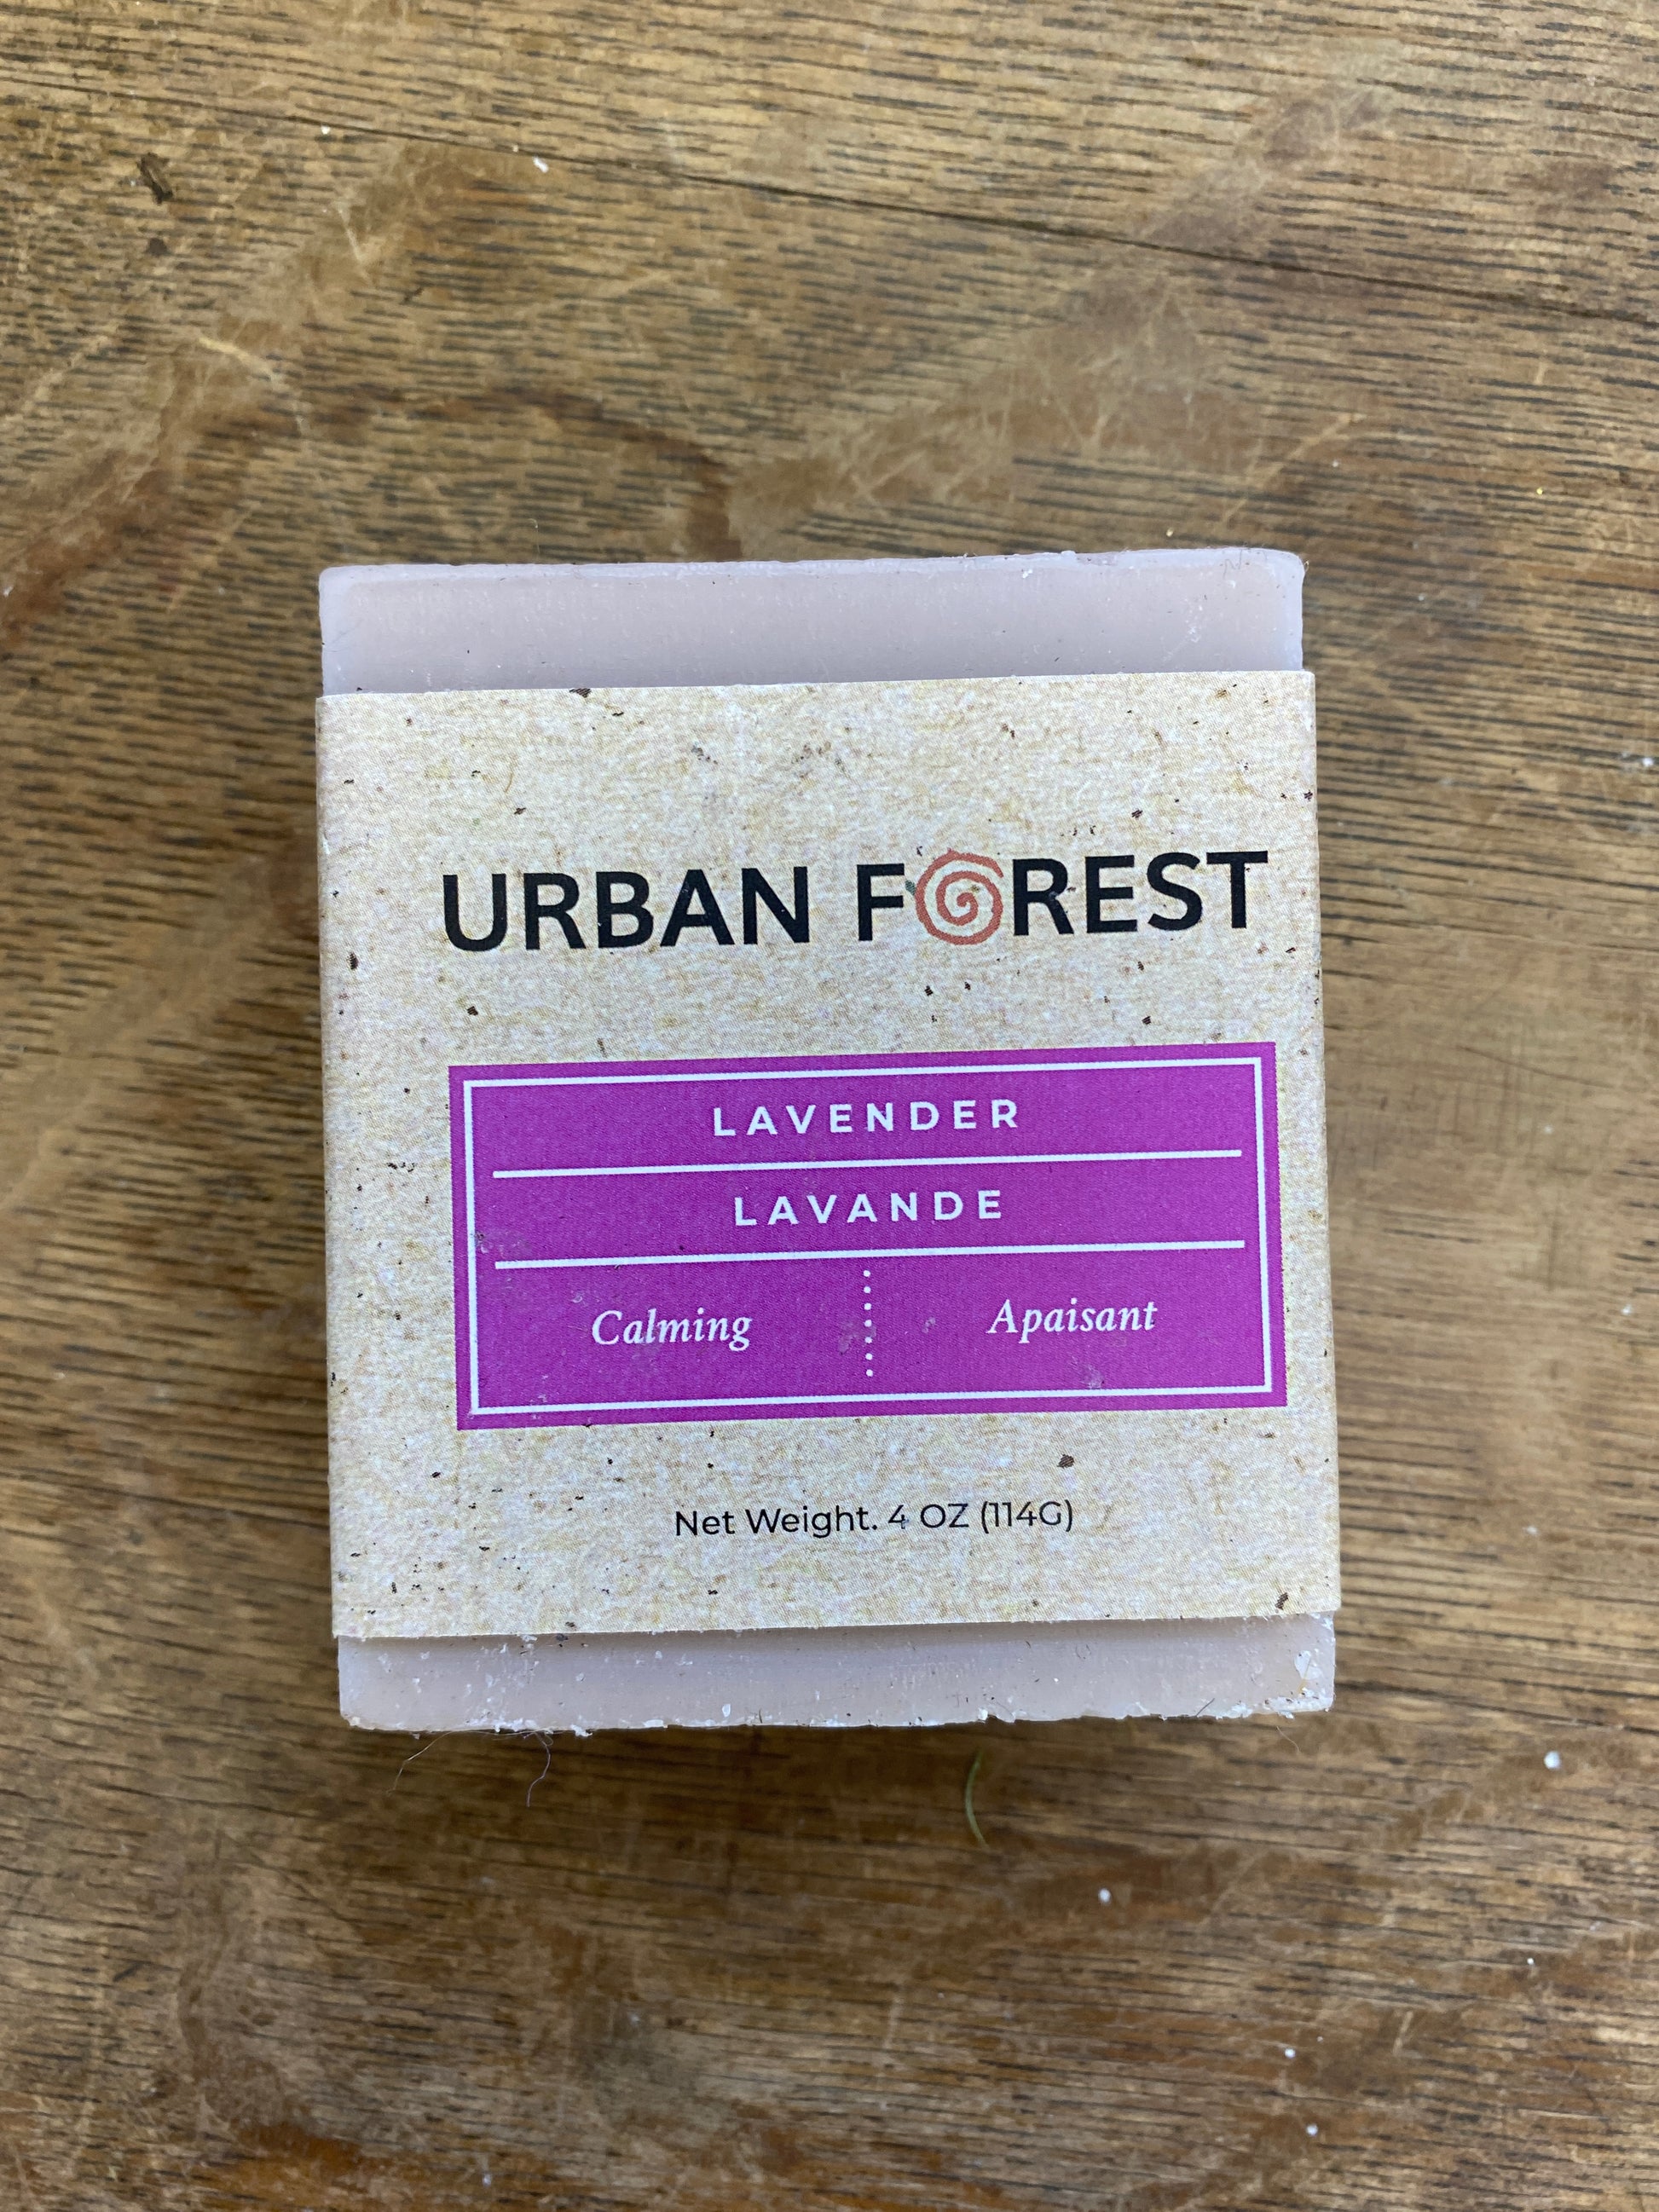 URBAN FOREST
LAVENDER
LAVANDE
Calming Apaisant
Net Weight. 4 OZ (114G)